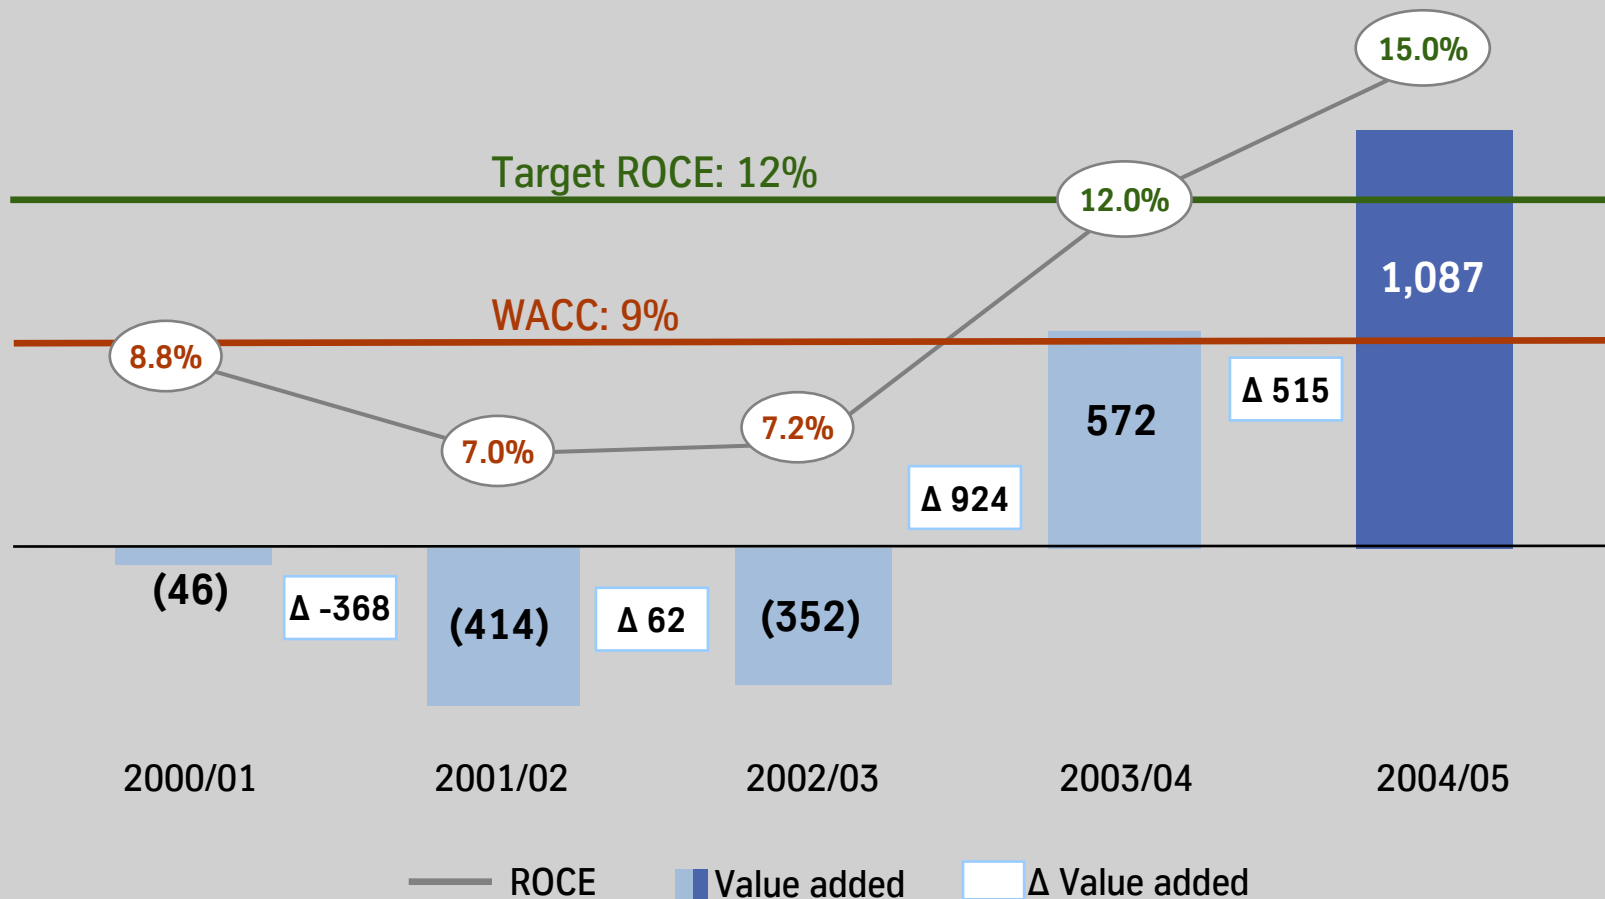 15.0%
Target ROCE: 12%
12.0%
1,087
WACC: 9%
8.8%
Δ 515
572
7.2%
7.0%
Δ 924
(46)
Δ -368
(414)
Δ 62
(352)
2000/01 2001/02 2002/03 2003/04 2004/05
ROCE Value added Δ Value added